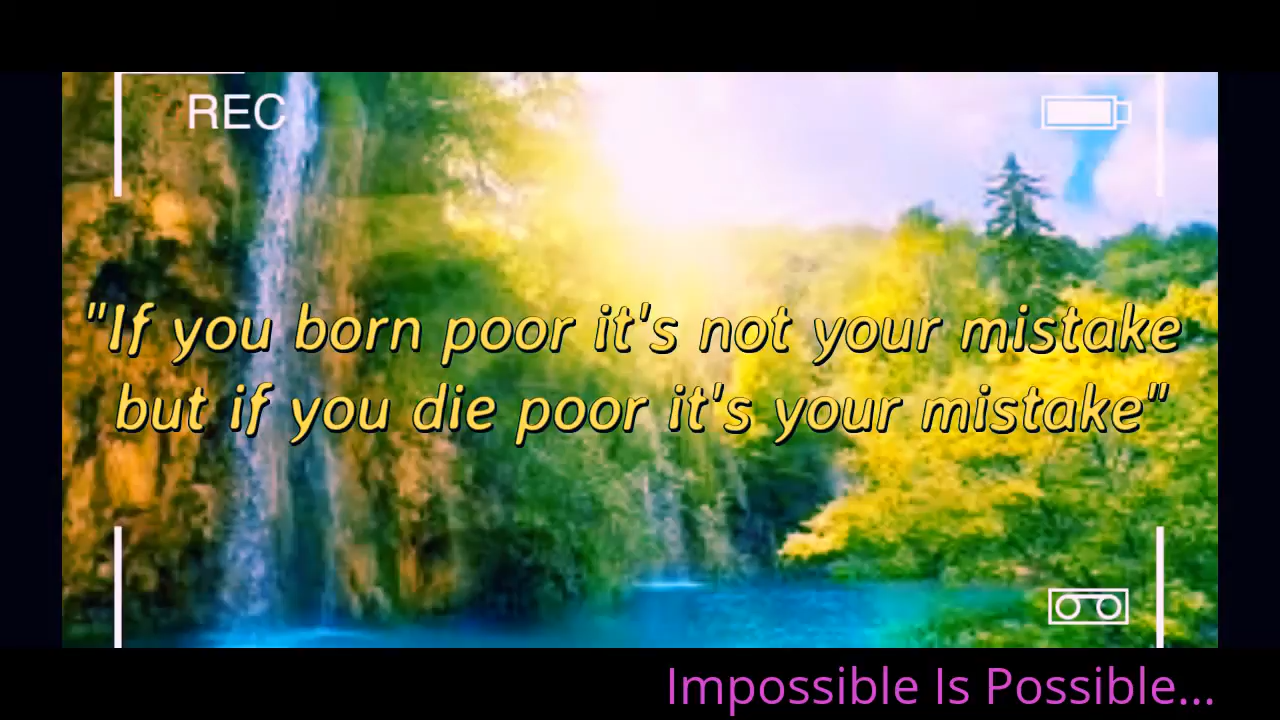 REC
"If you born poor it's not your mistake
but if you die poor it's your mistake"
Impossible Is Possible...